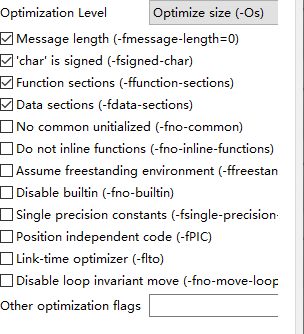 Optimization Level Optimize size (-Os)
Message length (-fmessage-length=0)
'char' is signed (-fsigned-char)
Function sections (-ffunction-sections)
Data sections (-fdata-sections)
No common unitialized (-fno-common)
Do not inline functions (-fno-inline-functions)
Assume freestanding environment (-ffreestan
Disable builtin (-fno-builtin)
Single precision constants (-fsingle-precision-
Position independent code (-fPIC)
Link-time optimizer (-flto)
Disable loop invariant move (-fno-move-loop
Other optimization flags